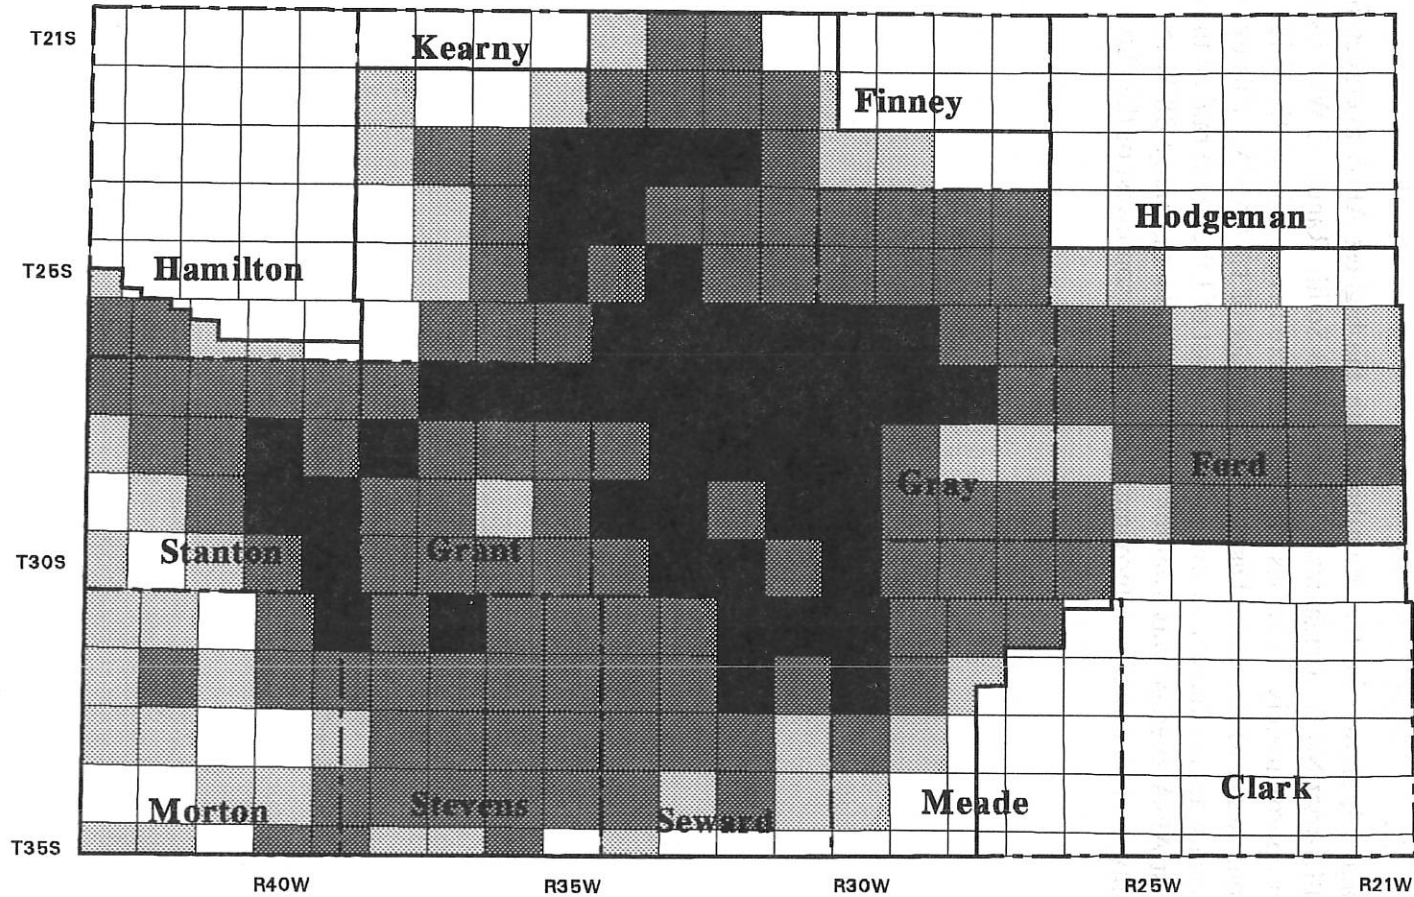 T21S
Kearny
Finney
Hodgeman
T26S
Hamilton
Ford
Gray
Stanton
Grant
T30S
Clark
Morton
Stevens
Meade
Seward
T35S
R40W
R35W
R30W
R25W
R21W